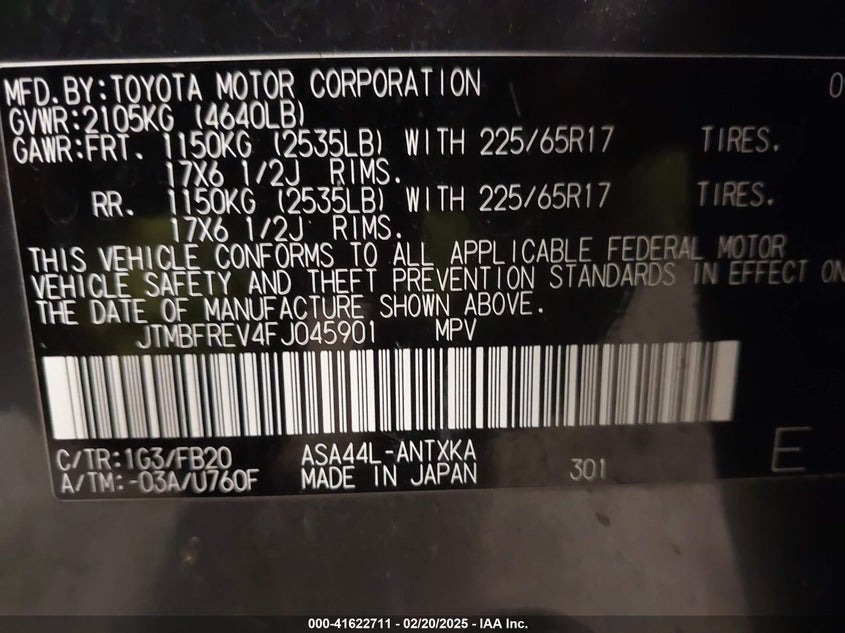 MFD.BY:TOYOTA MOTOR CORPORATION 0
GVWR:2105KG (4640LB)
GAWR:FRT. 1150KG (2535LB) WITH 225/65R17 TIRES.
17X6 1/2J RIMS.
RR. 1150KG (2535LB) WITH 225/65R17 TIRES.
17X6 1/2J RIMS.
THIS VEHICLE CONFORMS TO ALL APPLICABLE FEDERAL MOTOR
VEHICLE SAFETY AND THEFT PREVENTION STANDARDS IN EFFECT ON
THE DATE OF MANUFACTURE SHOWN ABOVE.
JTMBFREV4FJ045901 MPV
C/TR:1G3/FB20 ASA44L-ANTXKA
A/TM:-03A/U760F MADE IN JAPAN 301 E
000-41622711 - 02/20/2025 - IAA Inc.